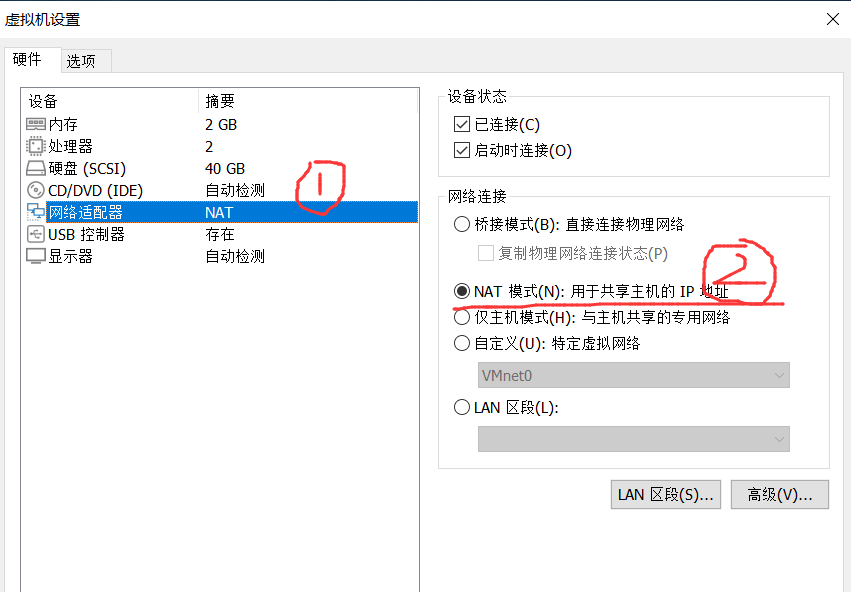 虚拟机设置
硬件 选项
设备 摘要
内存 2 GB
处理器 2
硬盘 (SCSI) 40 GB
CD/DVD (IDE) 自动检测
网络适配器 NAT
USB 控制器 存在
显示器 自动检测
1
设备状态
已连接(C)
启动时连接(O)
网络连接
桥接模式(B): 直接连接物理网络
复制物理网络连接状态(P)
2
NAT 模式(N): 用于共享主机的 IP 地址
仅主机模式(H): 与主机共享的专用网络
自定义(U): 特定虚拟网络
VMnet0
LAN 区段(L):
LAN 区段(S)... 高级(V)...